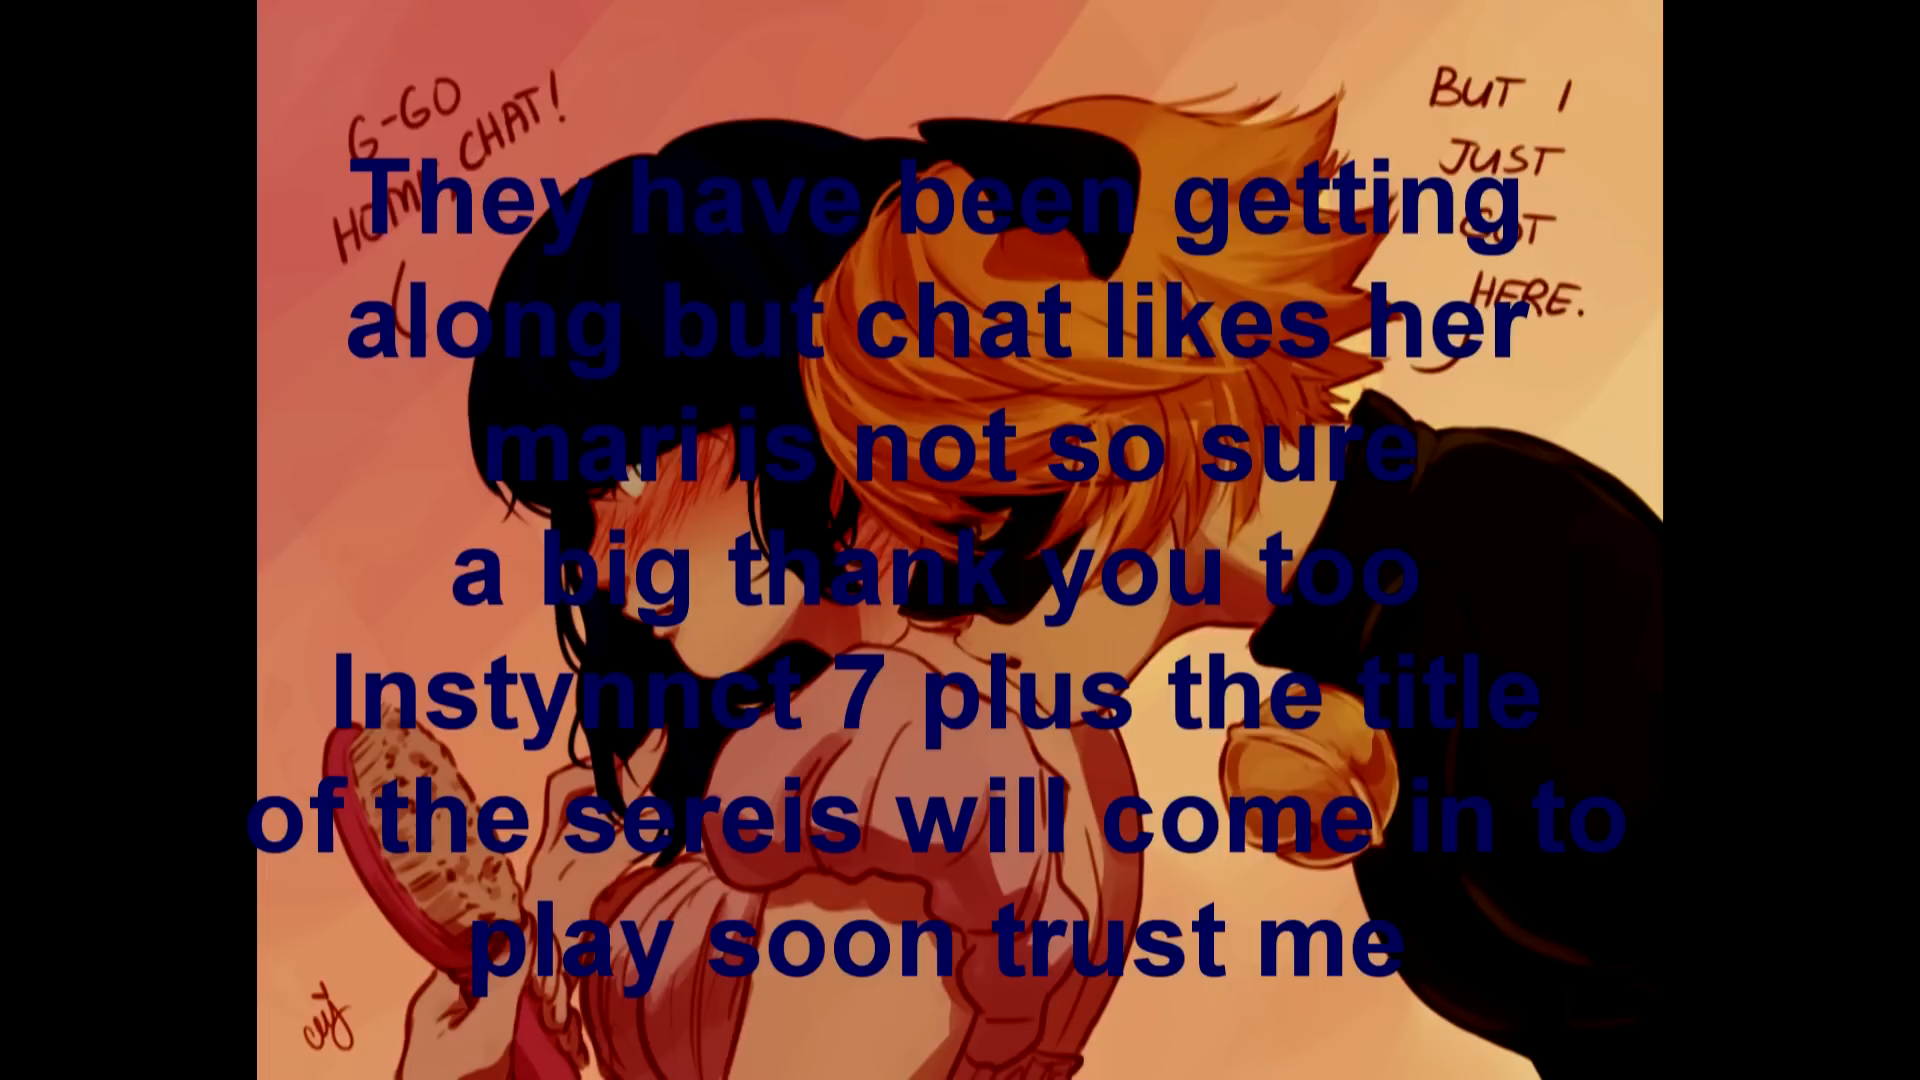 G-GO
HOME, CHAT!
BUT I
JUST
GOT
HERE.
They have been getting
along but chat likes her
mari is not so sure
a big thank you too
Instynnct 7 plus the title
of the sereis will come in to
play soon trust me